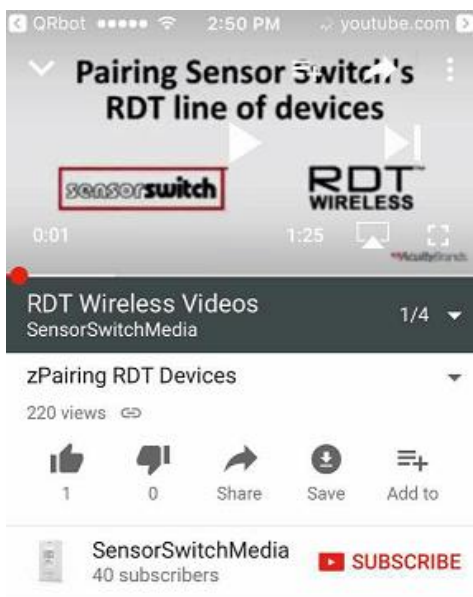 QRbot 2:50 PM youtube.com
Pairing Sensor Switch's
RDT line of devices
sensorswitch
RDT
WIRELESS
0:01 1:25
AcuityBrands
RDT Wireless Videos
SensorSwitchMedia
1/4
zPairing RDT Devices
220 views
1 0 Share Save Add to
SensorSwitchMedia
40 subscribers
SUBSCRIBE